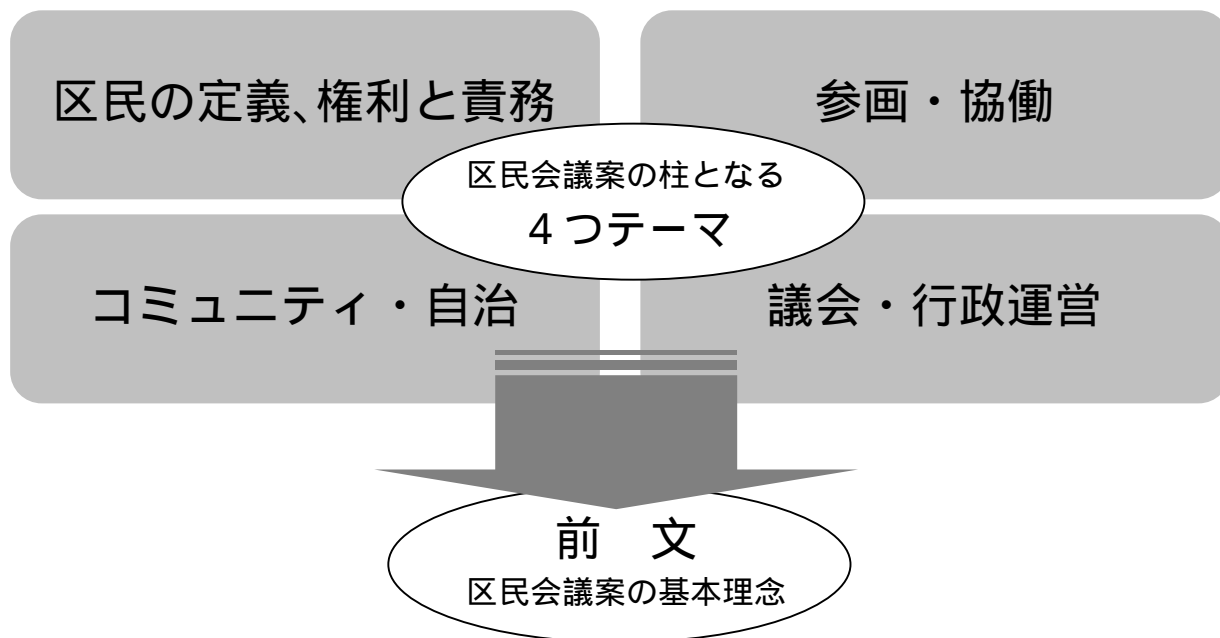 区民の定義、権利と責務
参画・協働
区民会議案の柱となる
４つテーマ
コミュニティ・自治
議会・行政運営
前　文
区民会議案の基本理念